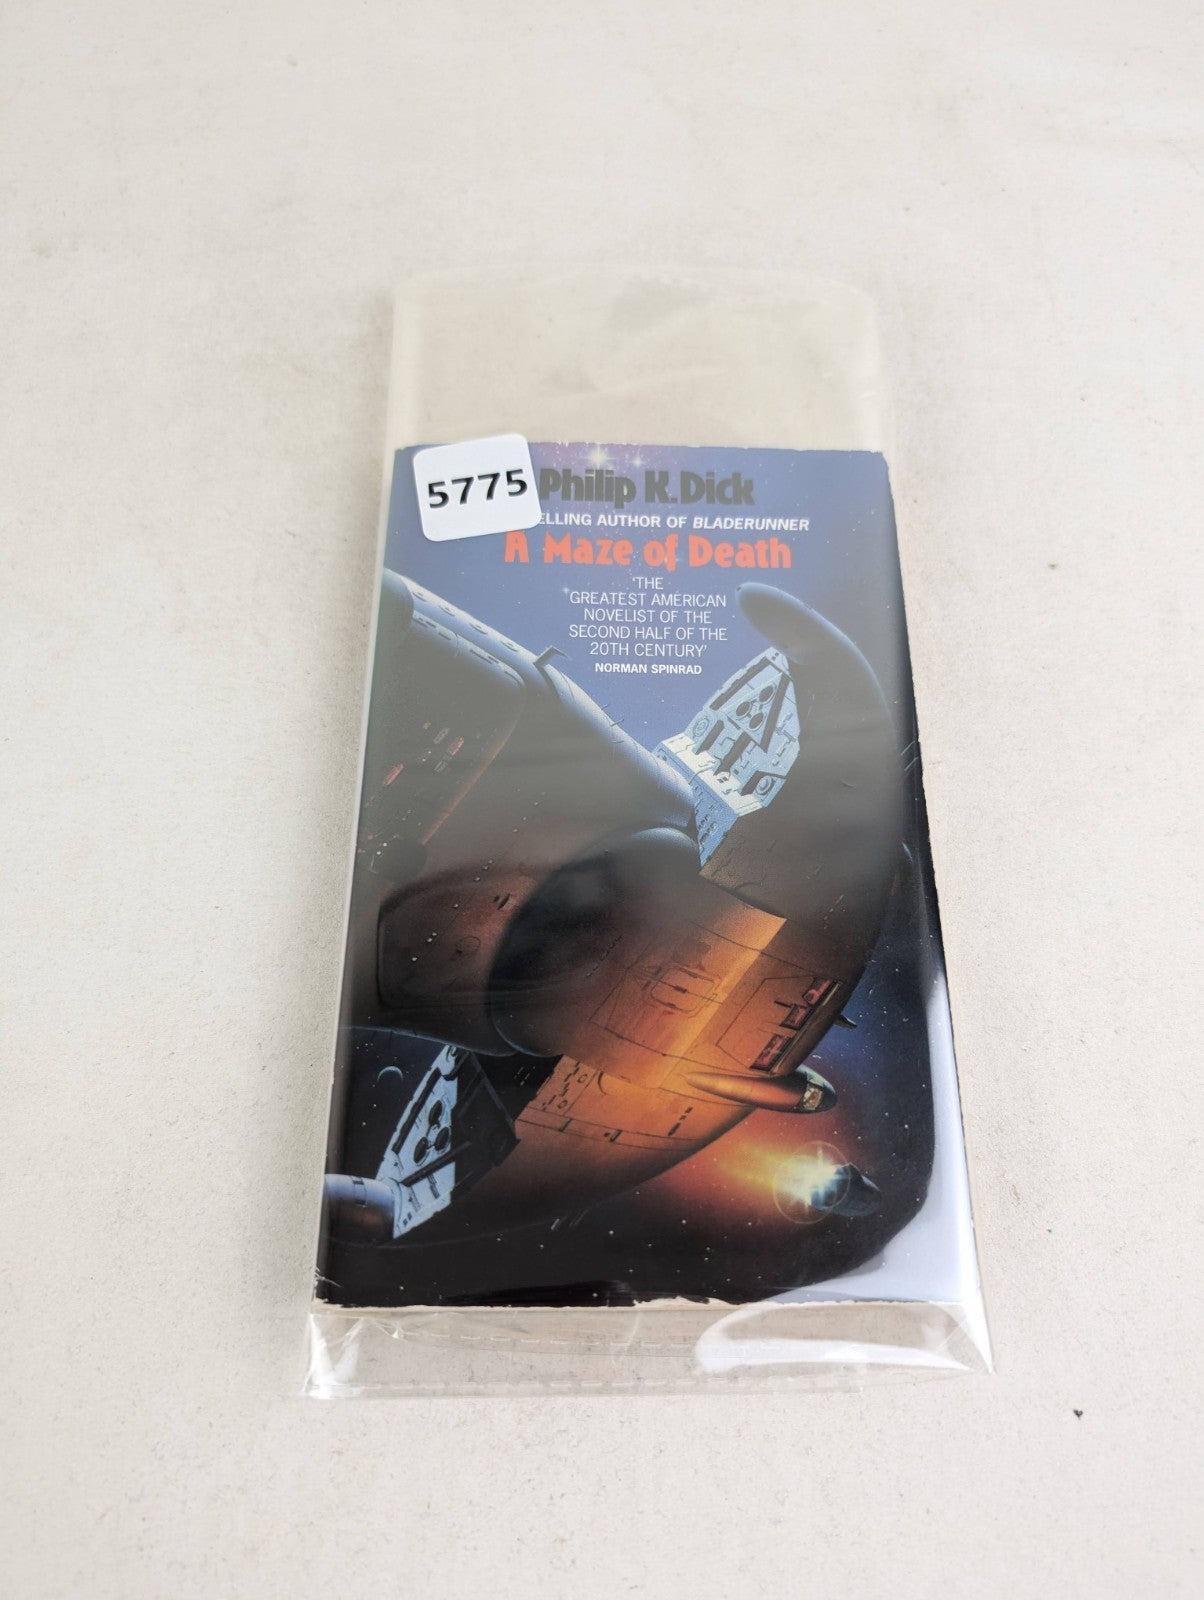 5775
Philip K. Dick
ELLING AUTHOR OF BLADERUNNER
A Maze of Death
'THE
GREATEST AMERICAN
NOVELIST OF THE
SECOND HALF OF THE
20TH CENTURY'
NORMAN SPINRAD